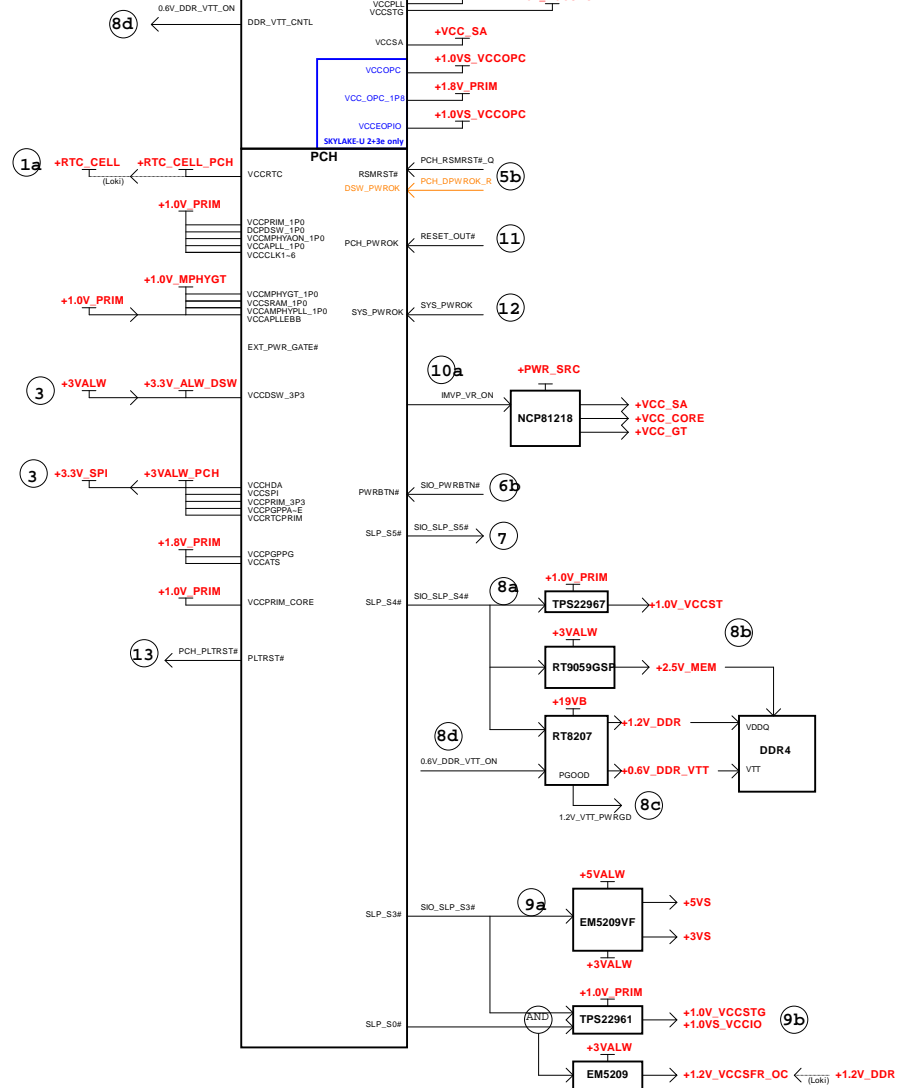 0.6V_DDR_VTT_ON
8d
DDR_VTT_CNTL
VCCPLL
VCCSTG
VCCSA
+VCC_SA
VCCOPC
+1.0VS_VCCOPC
VCC_OPC_1P8
+1.8V_PRIM
VCCEOPIO
+1.0VS_VCCOPC
SKYLAKE-U 2+3e only
PCH
1a
+RTC_CELL
+RTC_CELL_PCH
(Loki)
VCCRTC
RSMRST#
PCH_RSMRST#_Q
DSW_PWROK
PCH_DPWROK_R
5b
+1.0V_PRIM
VCCPRIM_1P0
DCPDSW_1P0
VCCMPHYAON_1P0
VCCAPLL_1P0
VCCCLK1~6
PCH_PWROK
RESET_OUT#
11
+1.0V_MPHYGT
+1.0V_PRIM
VCCMPHYGT_1P0
VCCSRAM_1P0
VCCAMPHYPLL_1P0
VCCAPLLEBB
SYS_PWROK
SYS_PWROK
12
EXT_PWR_GATE#
10a
IMVP_VR_ON
+PWR_SRC
NCP81218
+VCC_SA
+VCC_CORE
+VCC_GT
3
+3VALW
+3.3V_ALW_DSW
VCCDSW_3P3
3
+3.3V_SPI
+3VALW_PCH
VCCHDA
VCCSPI
VCCPRIM_3P3
VCCPGPPA~E
VCCRTCPRIM
PWRBTN#
SIO_PWRBTN#
6b
SLP_S5#
SIO_SLP_S5#
7
+1.8V_PRIM
VCCPGPPG
VCCATS
+1.0V_PRIM
VCCPRIM_CORE
SLP_S4#
SIO_SLP_S4#
8a
+1.0V_PRIM
TPS22967
+1.0V_VCCST
13
PCH_PLTRST#
PLTRST#
+3VALW
RT9059GSP
+2.5V_MEM
8b
+19VB
RT8207
PGOOD
+1.2V_DDR
+0.6V_DDR_VTT
VDDQ
DDR4
VTT
8d
0.6V_DDR_VTT_ON
1.2V_VTT_PWRGD
8c
SLP_S3#
SIO_SLP_S3#
9a
+5VALW
EM5209VF
+5VS
+3VS
+3VALW
SLP_S0#
AND
+1.0V_PRIM
TPS22961
+1.0V_VCCSTG
+1.0VS_VCCIO
9b
+3VALW
EM5209
+1.2V_VCCSFR_OC
(Loki)
+1.2V_DDR